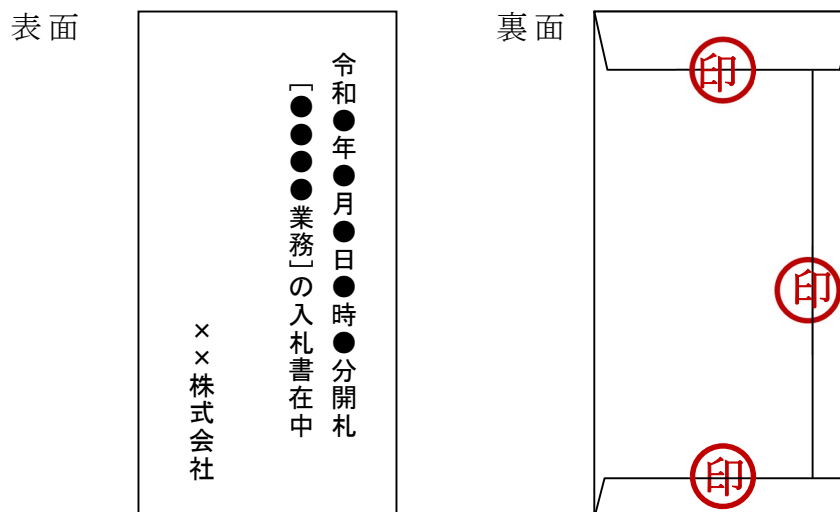 表面
令和●年●月●日●時●分開札
［●●●●業務］の入札書在中
××株式会社
裏面
印
印
印